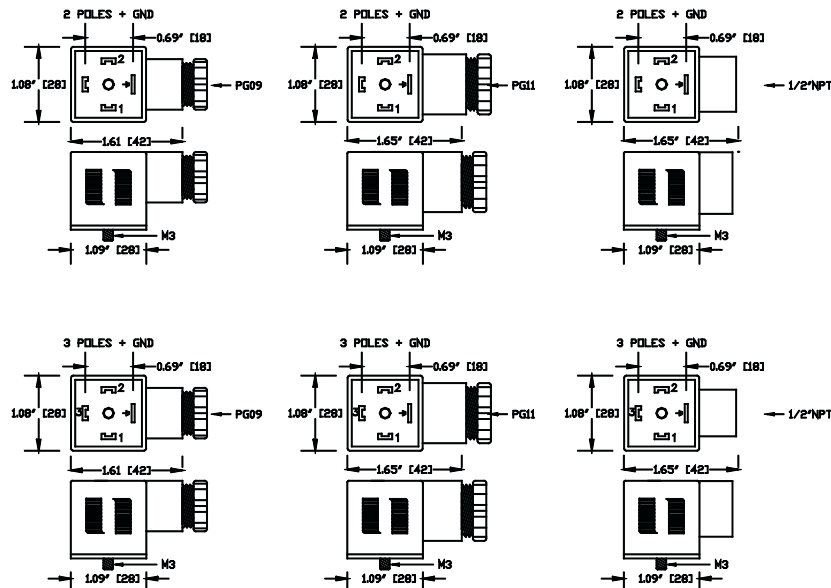 2 POLES + GND
0.69" [18]
1.08" [28]
2
1
PG09
1.61 [42]
M3
1.09" [28]
2 POLES + GND
0.69" [18]
1.08" [28]
2
1
PG11
1.65" [42]
M3
1.09" [28]
2 POLES + GND
0.69" [18]
1.08" [28]
2
1
1/2"NPT
1.65" [42]
M3
1.09" [28]
3 POLES + GND
0.69" [18]
1.08" [28]
2
3
1
PG09
1.61 [42]
M3
1.09" [28]
3 POLES + GND
0.69" [18]
1.08" [28]
2
3
1
PG11
1.65" [42]
M3
1.09" [28]
3 POLES + GND
0.69" [18]
1.08" [28]
2
3
1
1/2"NPT
1.65" [42]
M3
1.09" [28]